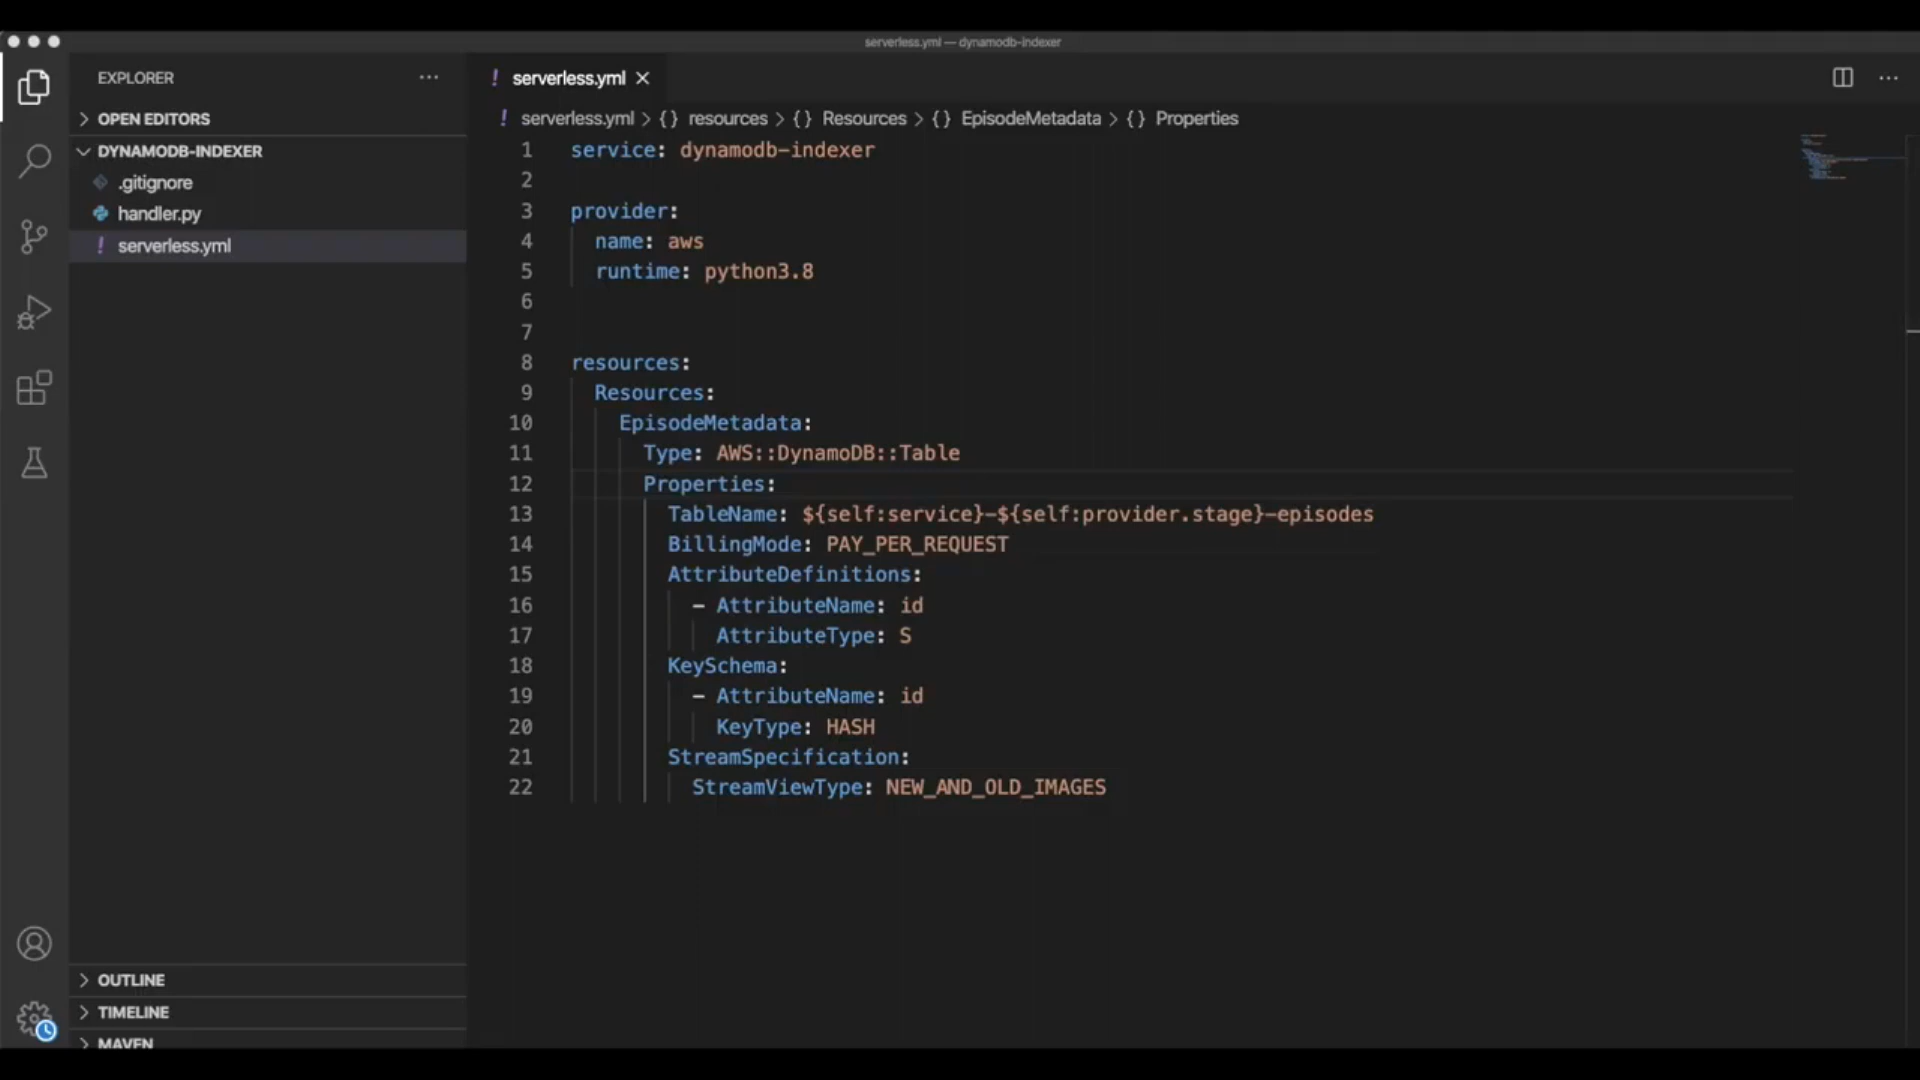 serverless.yml — dynamodb-indexer
EXPLORER
OPEN EDITORS
DYNAMODB-INDEXER
.gitignore
handler.py
! serverless.yml
OUTLINE
TIMELINE
MAVEN
! serverless.yml
! serverless.yml > {} resources > {} Resources > {} EpisodeMetadata > {} Properties
1 service: dynamodb-indexer
2
3 provider:
4 name: aws
5 runtime: python3.8
6
7
8 resources:
9 Resources:
10 EpisodeMetadata:
11 Type: AWS::DynamoDB::Table
12 Properties:
13 TableName: ${self:service}-${self:provider.stage}-episodes
14 BillingMode: PAY_PER_REQUEST
15 AttributeDefinitions:
16 - AttributeName: id
17 AttributeType: S
18 KeySchema:
19 - AttributeName: id
20 KeyType: HASH
21 StreamSpecification:
22 StreamViewType: NEW_AND_OLD_IMAGES